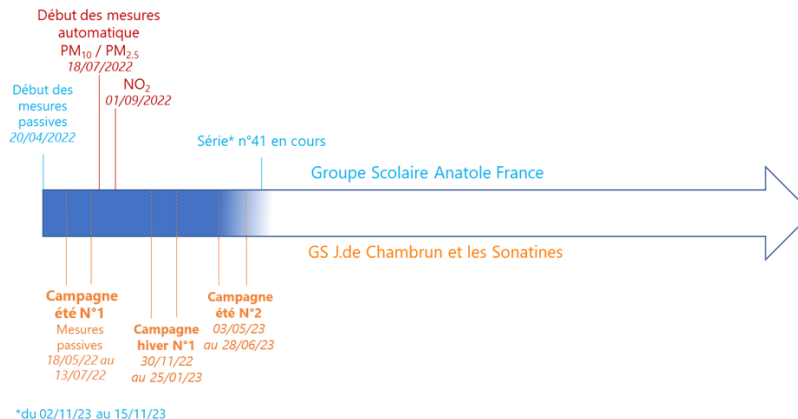 Début des mesures
automatique
PM10 / PM2.5
18/07/2022
NO2
01/09/2022
Début des
mesures
passives
20/04/2022
Série* n°41 en cours
Groupe Scolaire Anatole France
GS J.de Chambrun et les Sonatines
Campagne
été N°1
Mesures
passives
18/05/22 au
13/07/22
Campagne
hiver N°1
30/11/22
au 25/01/23
Campagne
été N°2
03/05/23
au 28/06/23
*du 02/11/23 au 15/11/23